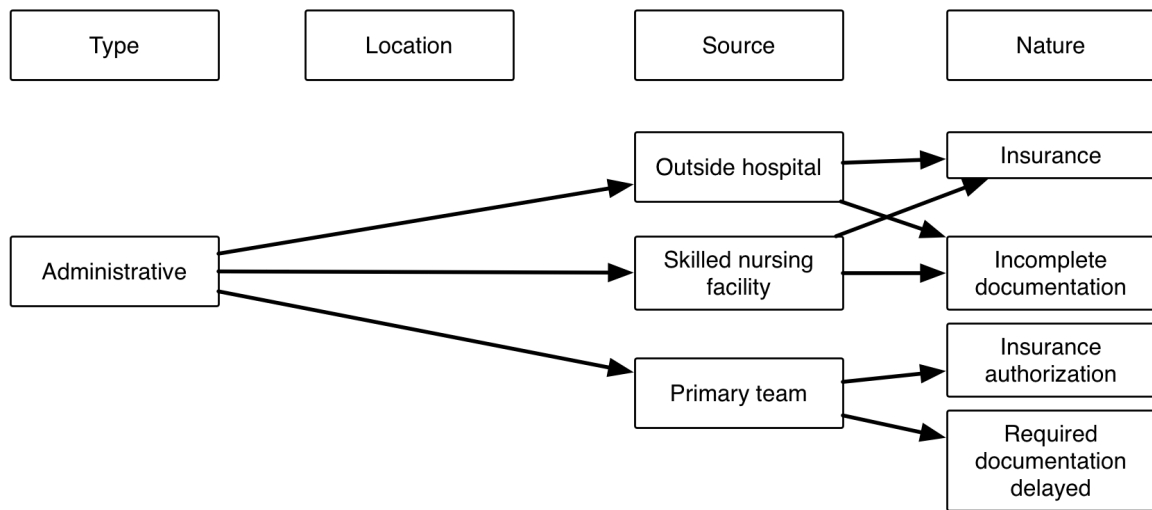 Type
Location
Source
Nature
Outside hospital
Insurance
Administrative
Skilled nursing
facility
Incomplete
documentation
Primary team
Insurance
authorization
Required
documentation
delayed